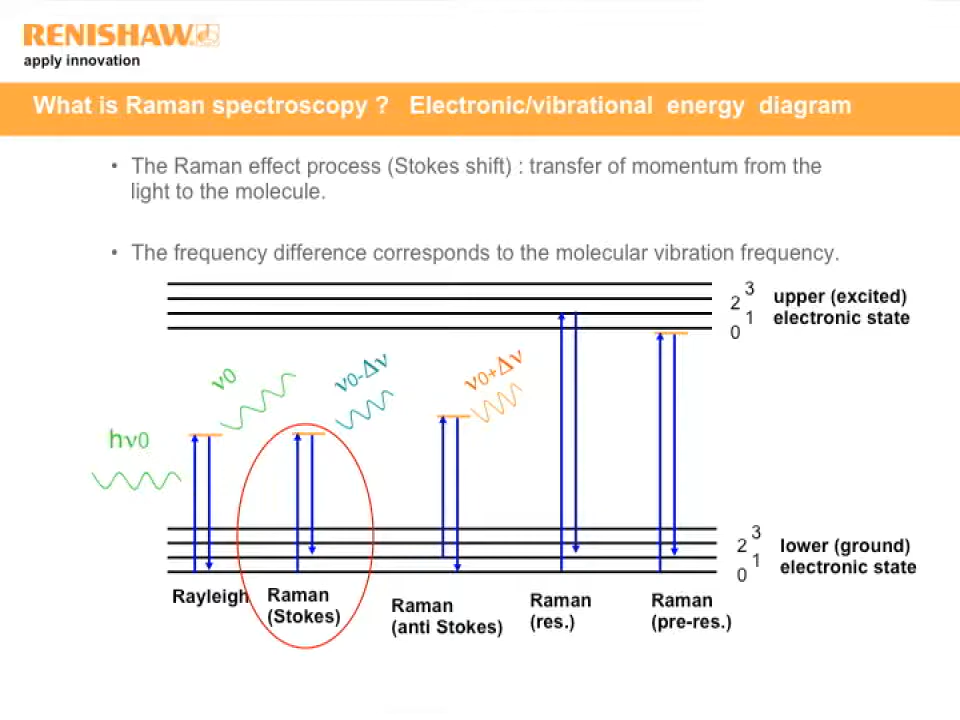 RENISHAW
apply innovation
What is Raman spectroscopy ? Electronic/vibrational energy diagram
• The Raman effect process (Stokes shift) : transfer of momentum from the
light to the molecule.
• The frequency difference corresponds to the molecular vibration frequency.
3
2
1
0
upper (excited)
electronic state
ν0
ν0-Δν
ν0+Δν
hν0
3
2
1
0
lower (ground)
electronic state
Rayleigh
Raman
(Stokes)
Raman
(anti Stokes)
Raman
(res.)
Raman
(pre-res.)